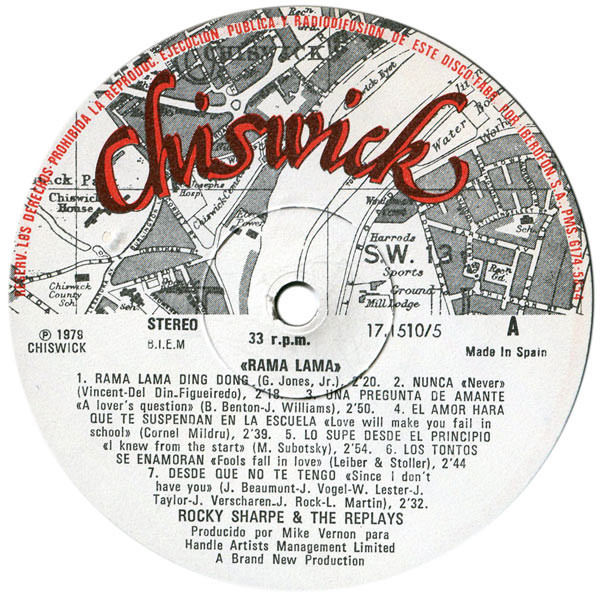 RESERV. LOS DERECHOS-PROHIBIDA LA REPRODUC. EJECUCION PUBLICA Y RADIODIFUSION DE ESTE DISCO-FABR. POR IBEROFON, S.A. PMS.
CHISWICK
Chiswick
Chiswick Eyot
Water
Works
Chiswick
House
Josephs
Hosp.
Power
Harrods
S.W. 13
Sports
Ground
Mill Lodge
Sch.
Chiswick
County
Sch.
℗ 1979
CHISWICK
STEREO
B.I.E.M
33 r.p.m.
17.1510/5
A
Made In Spain
«RAMA LAMA»
1. RAMA LAMA DING DONG (G. Jones, Jr.), 2'20. 2. NUNCA «Never»
(Vincent-Del Din-Figueiredo), 2'18. 3. UNA PREGUNTA DE AMANTE
«A lover's question» (B. Benton-J. Williams), 2'50. 4. EL AMOR HARA
QUE TE SUSPENDAN EN LA ESCUELA «Love will make you fail in
school» (Cornel Mildru), 2'39. 5. LO SUPE DESDE EL PRINCIPIO
«I knew from the start» (M. Subotsky), 2'54. 6. LOS TONTOS
SE ENAMORAN «Fools fall in love» (Leiber & Stoller), 2'44
7. DESDE QUE NO TE TENGO «Since I don't
have you» (J. Beaumont-J. Vogel-W. Lester-J.
Taylor-J. Verscharen-J. Rock-L. Martin), 2'32.
ROCKY SHARPE & THE REPLAYS
Producido por Mike Vernon para
Handle Artists Management Limited
A Brand New Production